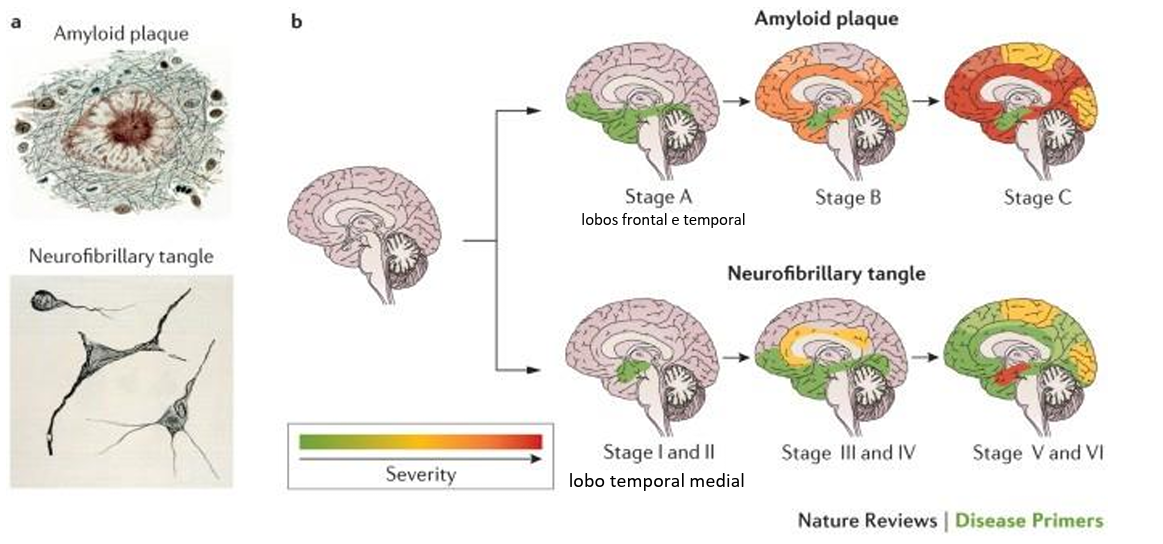 a
Amyloid plaque
Neurofibrillary tangle
b
Amyloid plaque
Stage A
lobos frontal e temporal
Stage B
Stage C
Neurofibrillary tangle
Stage I and II
lobo temporal medial
Stage III and IV
Stage V and VI
Severity
Nature Reviews | Disease Primers